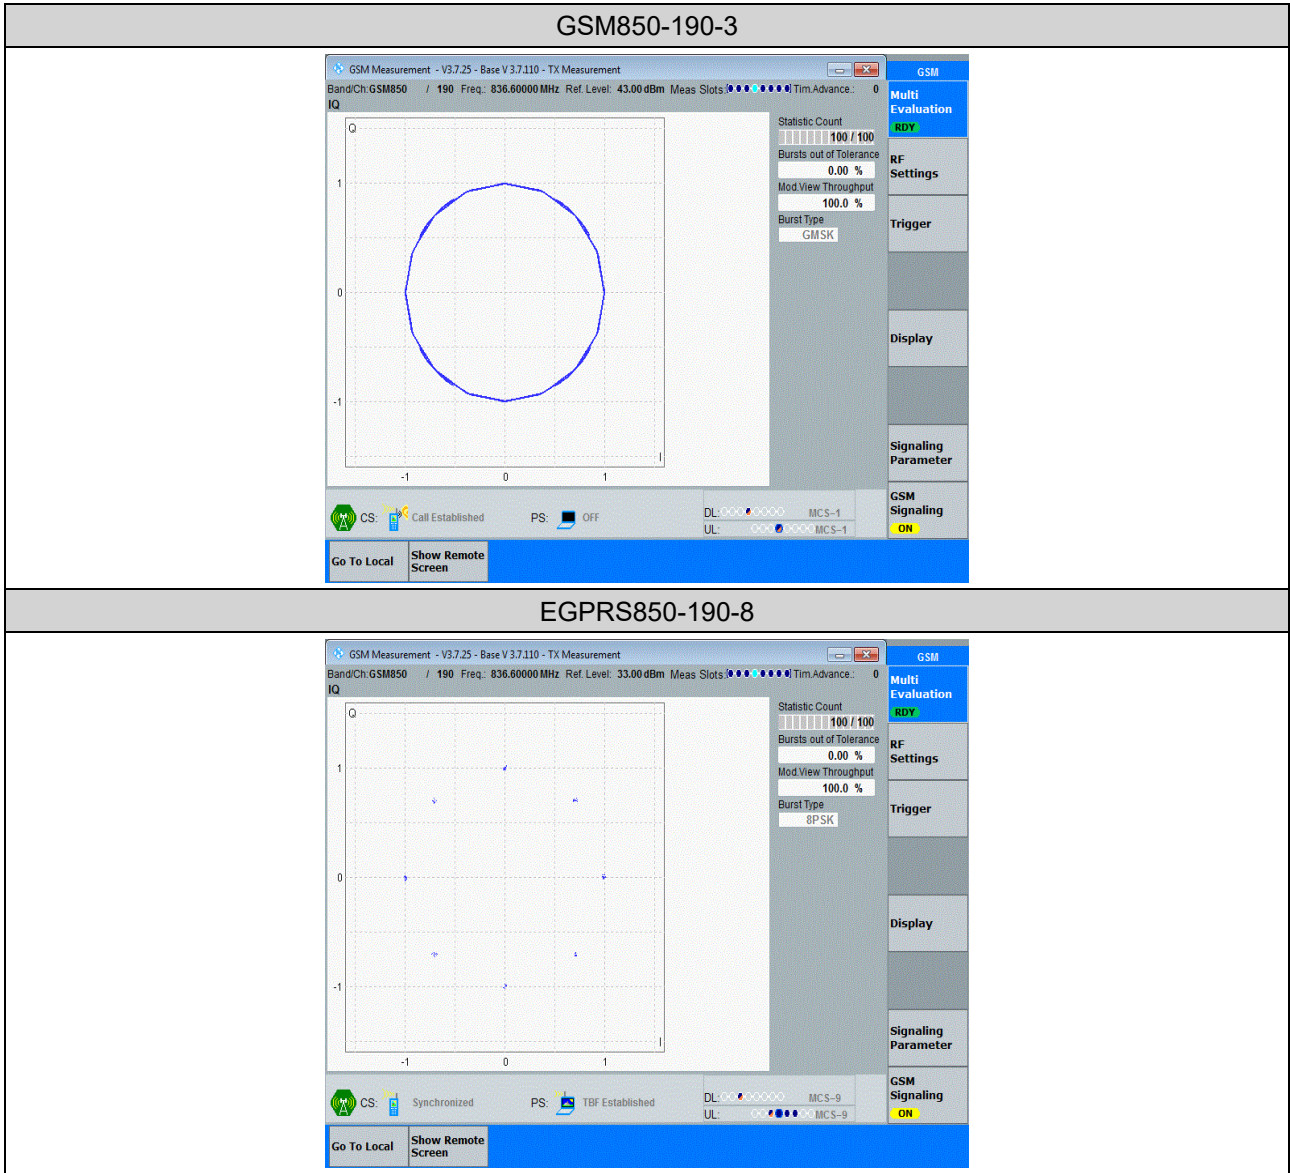 GSM850-190-3
GSM Measurement - V3.7.25 - Base V 3.7.110 - TX Measurement
GSM
Band/Ch:GSM850 / 190 Freq.: 836.60000 MHz Ref. Level: 43.00 dBm Meas Slots: Tim.Advance.: 0
IQ
Multi
Evaluation
RDY
Q
Statistic Count
100 / 100
Bursts out of Tolerance
0.00 %
Mod.View Throughput
100.0 %
Burst Type
GMSK
RF
Settings
Trigger
Display
Signaling
Parameter
GSM
Signaling
ON
1
0
-1
I
-1 0 1
CS: Call Established PS: OFF
DL: MCS-1
UL: MCS-1
Go To Local
Show Remote
Screen
EGPRS850-190-8
GSM Measurement - V3.7.25 - Base V 3.7.110 - TX Measurement
GSM
Band/Ch:GSM850 / 190 Freq.: 836.60000 MHz Ref. Level: 33.00 dBm Meas Slots: Tim.Advance.: 0
IQ
Multi
Evaluation
RDY
Q
Statistic Count
100 / 100
Bursts out of Tolerance
0.00 %
Mod.View Throughput
100.0 %
Burst Type
8PSK
RF
Settings
Trigger
Display
Signaling
Parameter
GSM
Signaling
ON
1
0
-1
I
-1 0 1
CS: Synchronized PS: TBF Established
DL: MCS-9
UL: MCS-9
Go To Local
Show Remote
Screen